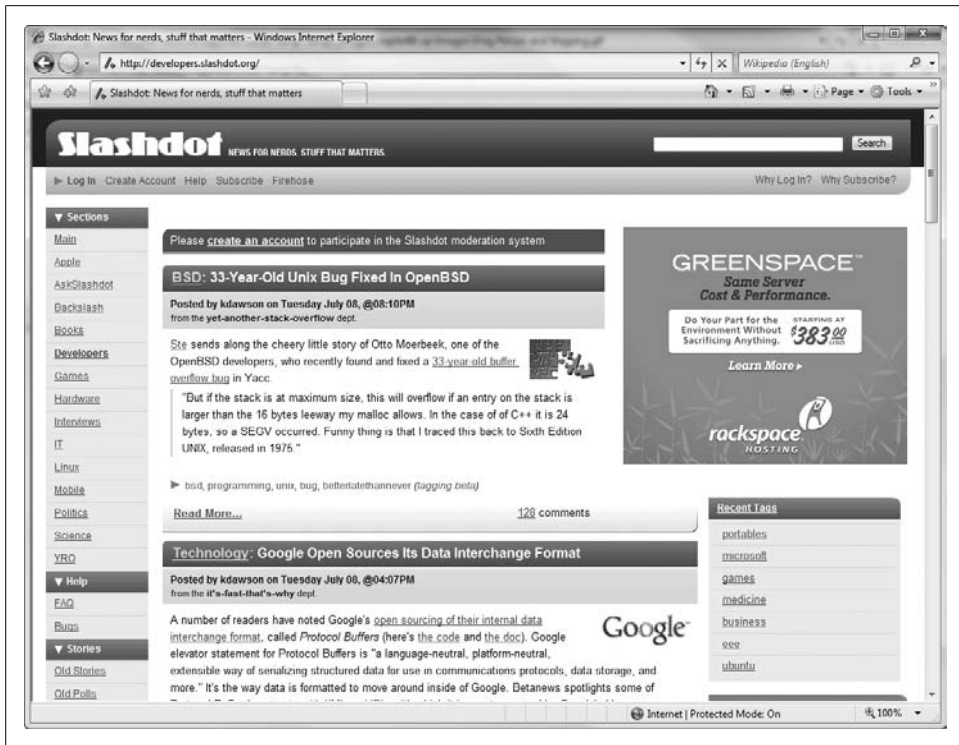 Slashdot: News for nerds, stuff that matters - Windows Internet Explorer
http://developers.slashdot.org/
Wikipedia (English)
Slashdot: News for nerds, stuff that matters
Page
Tools
Slashdot
NEWS FOR NERDS. STUFF THAT MATTERS.
Search
Log In Create Account Help Subscribe Firehose
Why Log In? Why Subscribe?
Sections
Main
Apple
AskSlashdot
Backslash
Books
Developers
Games
Hardware
Interviews
IT
Linux
Mobile
Politics
Science
YRO
Help
FAQ
Bugs
Stories
Old Stories
Old Polls
Please create an account to participate in the Slashdot moderation system
BSD: 33-Year-Old Unix Bug Fixed In OpenBSD
Posted by kdawson on Tuesday July 08, @08:10PM
from the yet-another-stack-overflow dept.
Ste sends along the cheery little story of Otto Moerbeek, one of the
OpenBSD developers, who recently found and fixed a 33-year-old buffer
overflow bug in Yacc.
"But if the stack is at maximum size, this will overflow if an entry on the stack is
larger than the 16 bytes leeway my malloc allows. In the case of of C++ it is 24
bytes, so a SEGV occurred. Funny thing is that I traced this back to Sixth Edition
UNIX, released in 1975."
bsd, programming, unix, bug, betterlatethannever (tagging beta)
Read More...
128 comments
Technology: Google Open Sources Its Data Interchange Format
Posted by kdawson on Tuesday July 08, @04:07PM
from the it's-fast-that's-why dept.
A number of readers have noted Google's open sourcing of their internal data
interchange format, called Protocol Buffers (here's the code and the doc). Google
elevator statement for Protocol Buffers is "a language-neutral, platform-neutral,
extensible way of serializing structured data for use in communications protocols, data storage, and
more." It's the way data is formatted to move around inside of Google. Betanews spotlights some of
Google
GREENSPACE™
Same Server
Cost & Performance.
Do Your Part for the
Environment Without
Sacrificing Anything.
STARTING AT
$383.00
USD
Learn More
rackspace
HOSTING
Recent Tags
portables
microsoft
games
medicine
business
eee
ubuntu
Internet | Protected Mode: On
100%